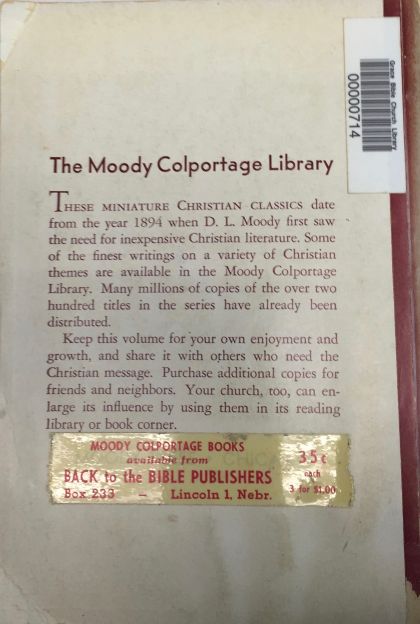 Grace Bible Church Library
00000714
The Moody Colportage Library
THESE MINIATURE CHRISTIAN CLASSICS date
from the year 1894 when D. L. Moody first saw
the need for inexpensive Christian literature. Some
of the finest writings on a variety of Christian
themes are available in the Moody Colportage
Library. Many millions of copies of the over two
hundred titles in the series have already been
distributed.
Keep this volume for your own enjoyment and
growth, and share it with others who need the
Christian message. Purchase additional copies for
friends and neighbors. Your church, too, can en-
large its influence by using them in its reading
library or book corner.
MOODY COLPORTAGE BOOKS
available from
BACK to the BIBLE PUBLISHERS
Box 233 — Lincoln 1, Nebr.
35¢
each
3 for $1.00